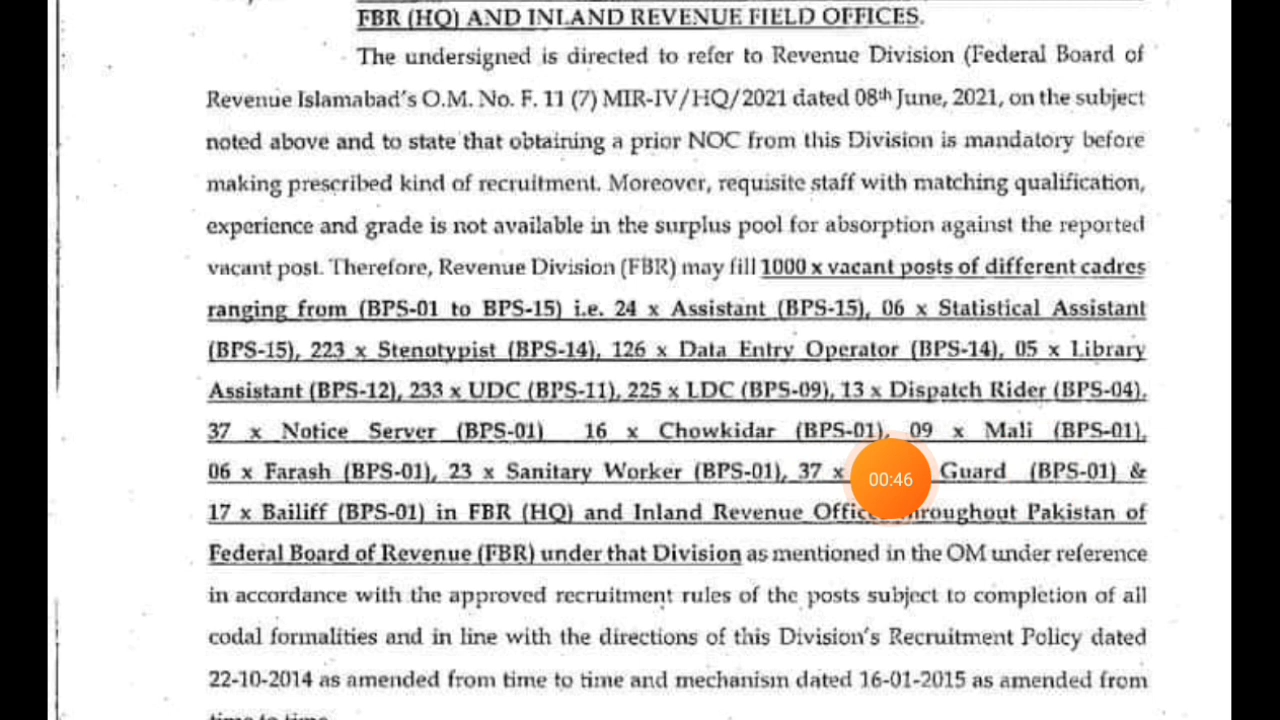 FBR (HQ) AND INLAND REVENUE FIELD OFFICES.
The undersigned is directed to refer to Revenue Division (Federal Board of
Revenue Islamabad's O.M. No. F. 11 (7) MIR-IV/HQ/2021 dated 08th June, 2021, on the subject
noted above and to state that obtaining a prior NOC from this Division is mandatory before
making prescribed kind of recruitment. Moreover, requisite staff with matching qualification,
experience and grade is not available in the surplus pool for absorption against the reported
vacant post. Therefore, Revenue Division (FBR) may fill 1000 x vacant posts of different cadres
ranging from (BPS-01 to BPS-15) i.e. 24 x Assistant (BPS-15), 06 x Statistical Assistant
(BPS-15), 223 x Stenotypist (BPS-14), 126 x Data Entry Operator (BPS-14), 05 x Library
Assistant (BPS-12), 233 x UDC (BPS-11), 225 x LDC (BPS-09), 13 x Dispatch Rider (BPS-04),
37 x Notice Server (BPS-01) 16 x Chowkidar (BPS-01), 09 x Mali (BPS-01),
06 x Farash (BPS-01), 23 x Sanitary Worker (BPS-01), 37 x Guard (BPS-01) &
00:46
17 x Bailiff (BPS-01) in FBR (HQ) and Inland Revenue Offices throughout Pakistan of
Federal Board of Revenue (FBR) under that Division as mentioned in the OM under reference
in accordance with the approved recruitment rules of the posts subject to completion of all
codal formalities and in line with the directions of this Division's Recruitment Policy dated
22-10-2014 as amended from time to time and mechanism dated 16-01-2015 as amended from
time to time